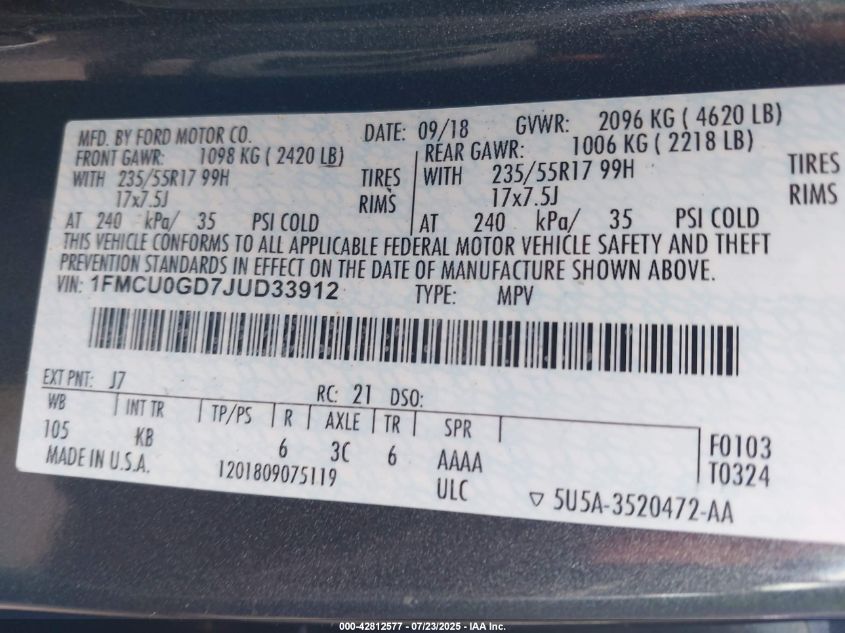 MFD. BY FORD MOTOR CO. DATE: 09/18 GVWR: 2096 KG ( 4620 LB)
FRONT GAWR: 1098 KG ( 2420 LB) REAR GAWR: 1006 KG ( 2218 LB)
WITH 235/55R17 99H TIRES WITH 235/55R17 99H TIRES
17x7.5J RIMS 17x7.5J RIMS
AT 240 kPa/ 35 PSI COLD AT 240 kPa/ 35 PSI COLD
THIS VEHICLE CONFORMS TO ALL APPLICABLE FEDERAL MOTOR VEHICLE SAFETY AND THEFT
PREVENTION STANDARDS IN EFFECT ON THE DATE OF MANUFACTURE SHOWN ABOVE.
VIN: 1FMCU0GD7JUD33912 TYPE: MPV
EXT PNT: J7 RC: 21 DSO:
WB INT TR TP/PS R AXLE TR SPR
105 KB 6 3C 6 AAAA F0103
MADE IN U.S.A. 1201809075119 ULC T0324
▽ 5U5A-3520472-AA
000-42812577 - 07/23/2025 - IAA Inc.